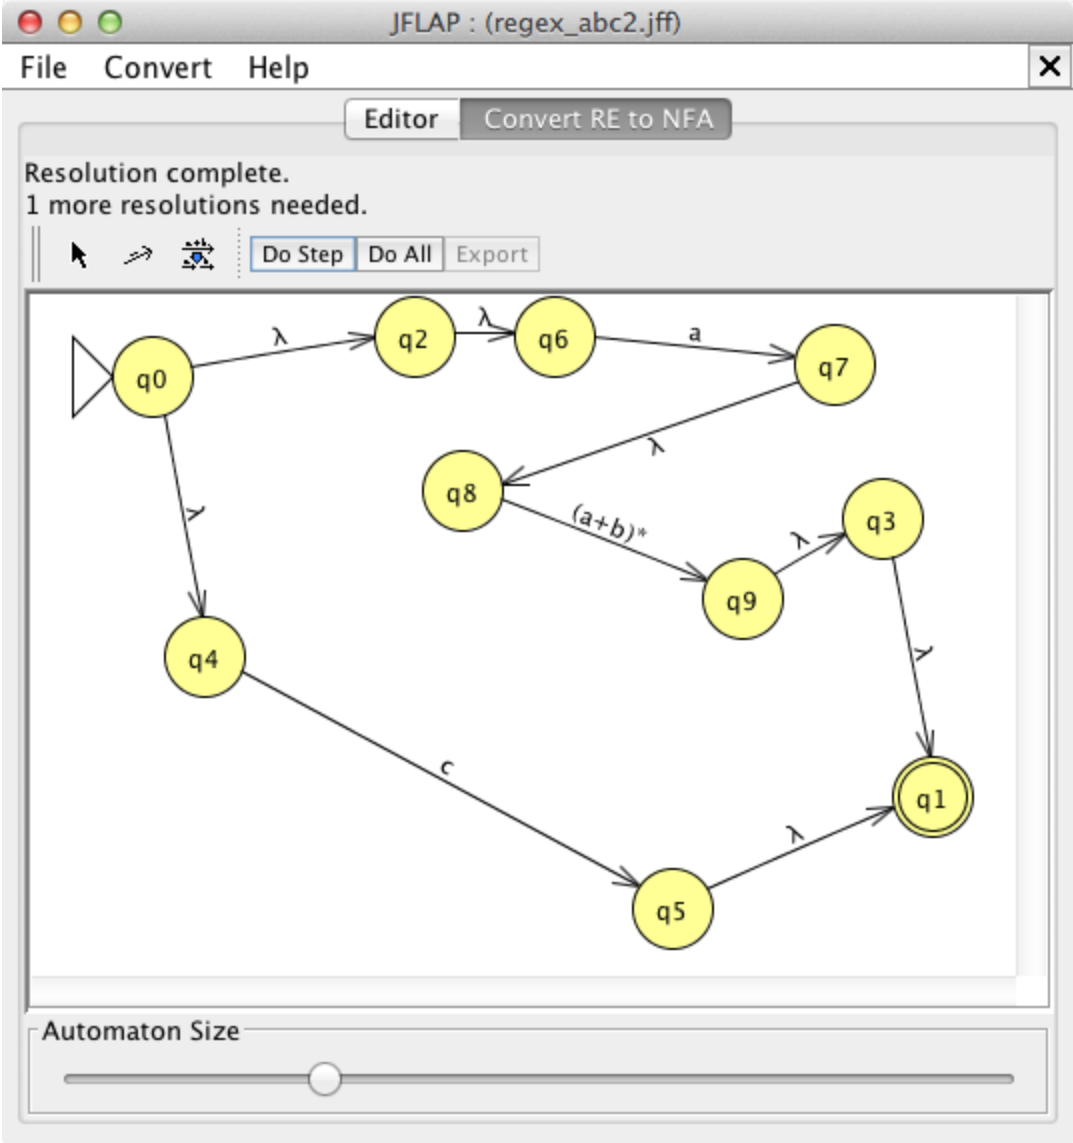 JFLAP : (regex_abc2.jff)
File Convert Help
Editor Convert RE to NFA
Resolution complete.
1 more resolutions needed.
Do Step Do All Export
λ
λ
q2
q6
a
q0
q7
λ
q8
(a+b)*
λ
q3
λ
q9
q4
λ
c
q1
λ
q5
Automaton Size